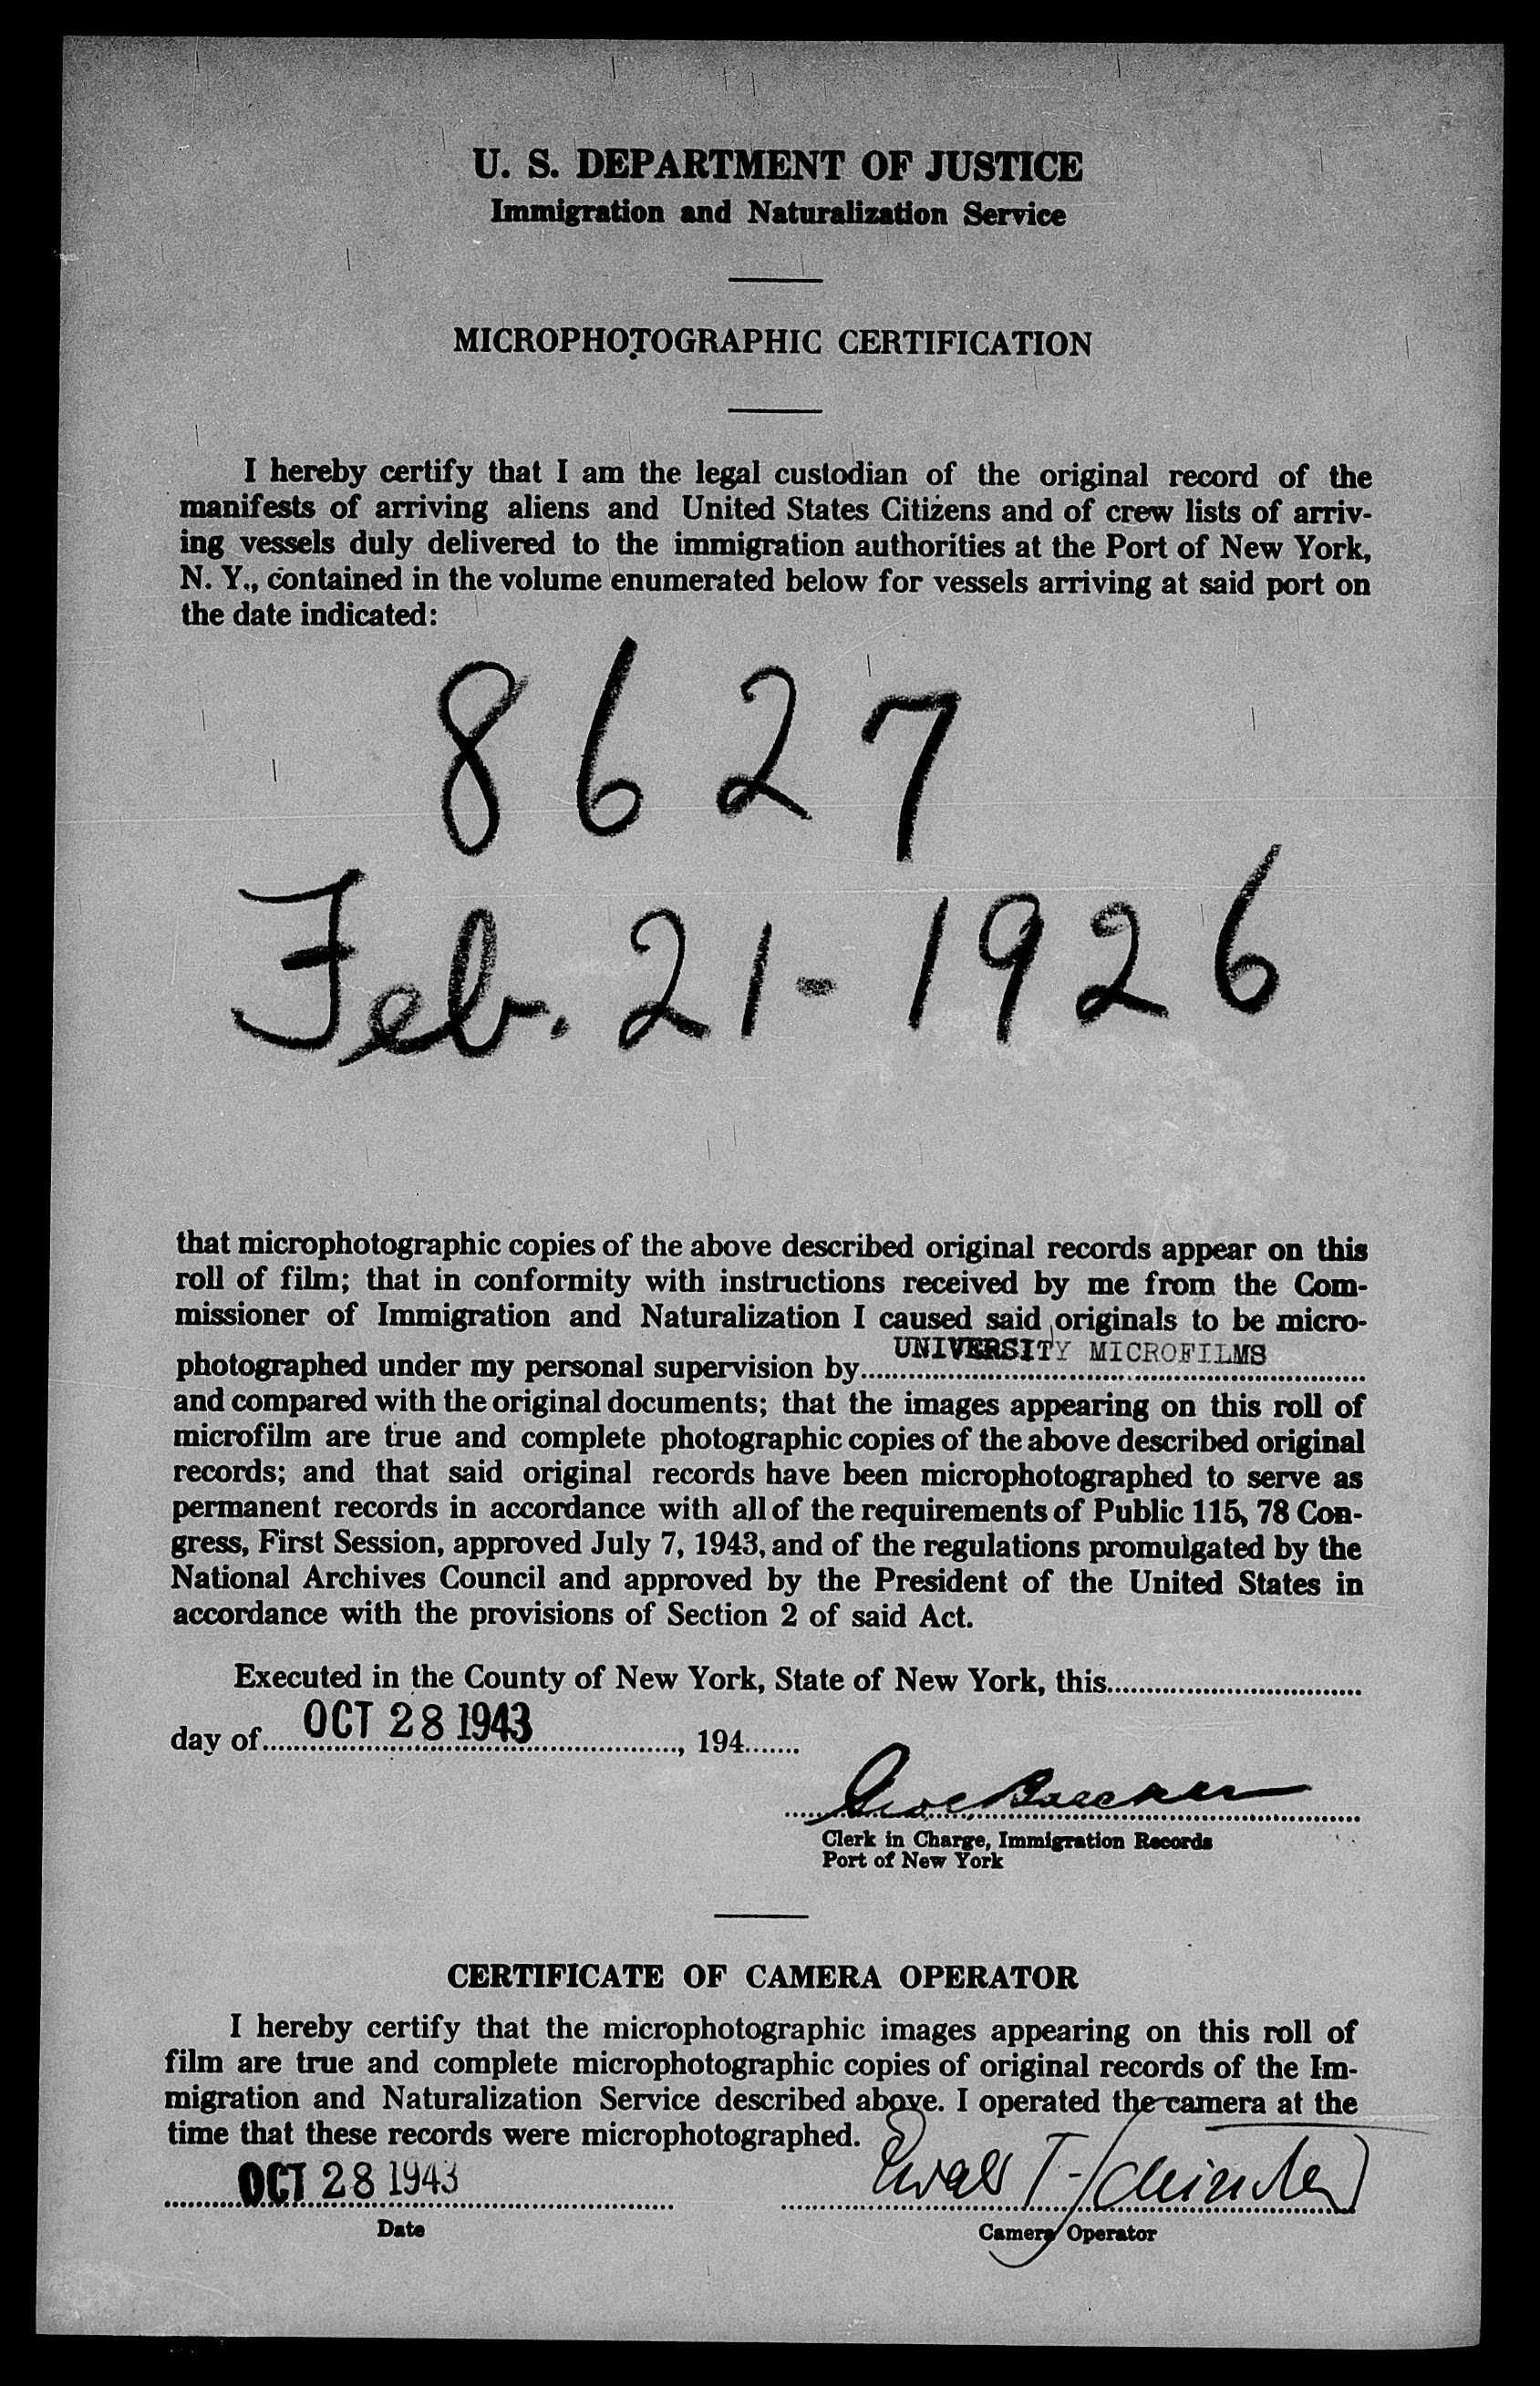 U. S. DEPARTMENT OF JUSTICE
Immigration and Naturalization Service
MICROPHOTOGRAPHIC CERTIFICATION
I hereby certify that I am the legal custodian of the original record of the
manifests of arriving aliens and United States Citizens and of crew lists of arriv-
ing vessels duly delivered to the immigration authorities at the Port of New York,
N. Y., contained in the volume enumerated below for vessels arriving at said port on
the date indicated:
8627
Feb. 21 - 1926
that microphotographic copies of the above described original records appear on this
roll of film; that in conformity with instructions received by me from the Com-
missioner of Immigration and Naturalization I caused said originals to be micro-
photographed under my personal supervision by UNIVERSITY MICROFILMS
and compared with the original documents; that the images appearing on this roll of
microfilm are true and complete photographic copies of the above described original
records; and that said original records have been microphotographed to serve as
permanent records in accordance with all of the requirements of Public 115, 78 Con-
gress, First Session, approved July 7, 1943, and of the regulations promulgated by the
National Archives Council and approved by the President of the United States in
accordance with the provisions of Section 2 of said Act.
Executed in the County of New York, State of New York, this
day of OCT 28 1943, 194
Clerk in Charge, Immigration Records
Port of New York
CERTIFICATE OF CAMERA OPERATOR
I hereby certify that the microphotographic images appearing on this roll of
film are true and complete microphotographic copies of original records of the Im-
migration and Naturalization Service described above. I operated the camera at the
time that these records were microphotographed.
OCT 28 1943
Date
Camera Operator